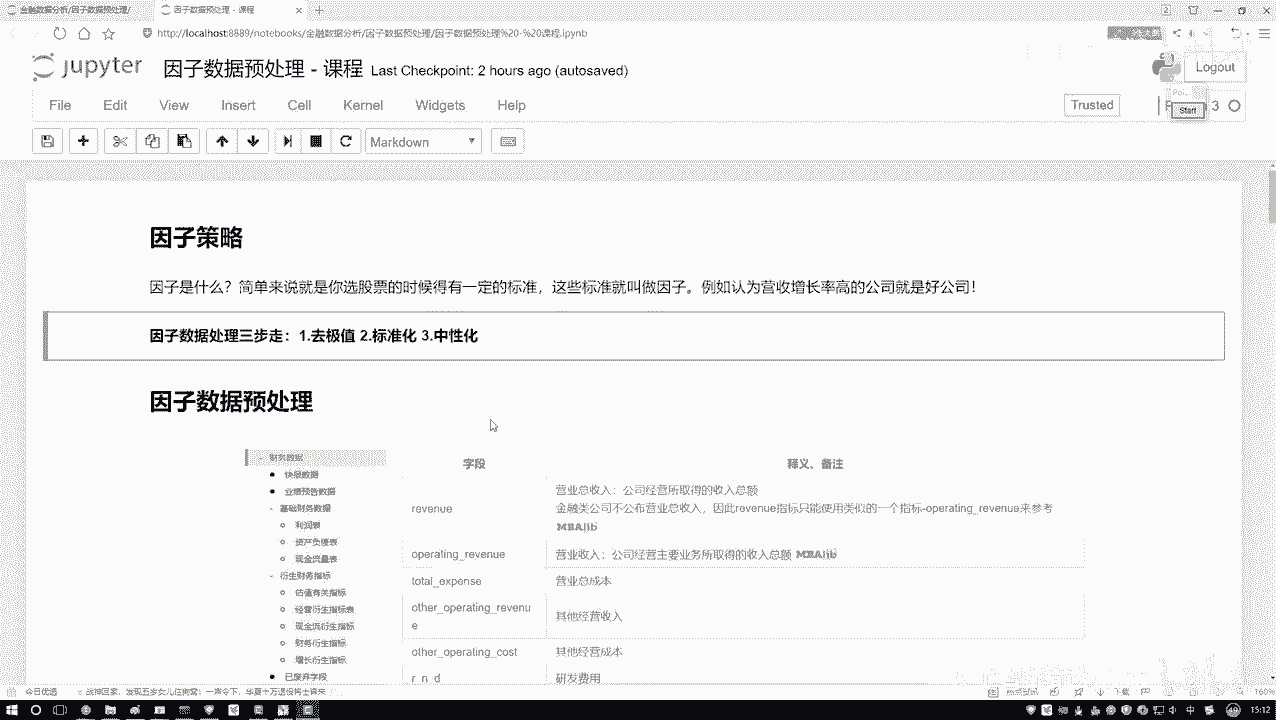 金融数据分析/因子数据预处理/
因子数据预处理 - 课程
http://localhost:8889/notebooks/金融数据分析/因子数据预处理/因子数据预处理%20-%20课程.ipynb
jupyter 因子数据预处理 - 课程 Last Checkpoint: 2 hours ago (autosaved)
Logout
File Edit View Insert Cell Kernel Widgets Help
Trusted
3
Start
Markdown
因子策略
因子是什么？简单来说就是你选股票的时候得有一定的标准，这些标准就叫做因子。例如认为营收增长率高的公司就是好公司！
因子数据处理三步走：1.去极值 2.标准化 3.中性化
因子数据预处理
财务数据
快报数据
业绩预告数据
基础财务数据
利润表
资产负债表
现金流量表
衍生财务指标
估值有关指标
经营衍生指标表
现金流衍生指标
财务衍生指标
增长衍生指标
已废弃字段
字段 释义、备注
revenue
营业总收入：公司经营所取得的收入总额
金融类公司不公布营业总收入，因此revenue指标只能使用类似的一个指标-operating_revenue来参考
MBAlib
operating_revenue 营业收入：公司经营主要业务所取得的收入总额 MBAlib
total_expense 营业总成本
other_operating_revenu
e
其他经营收入
other_operating_cost 其他经营成本
r_n_d 研发费用
今日优选
下载
160%
中
15:12